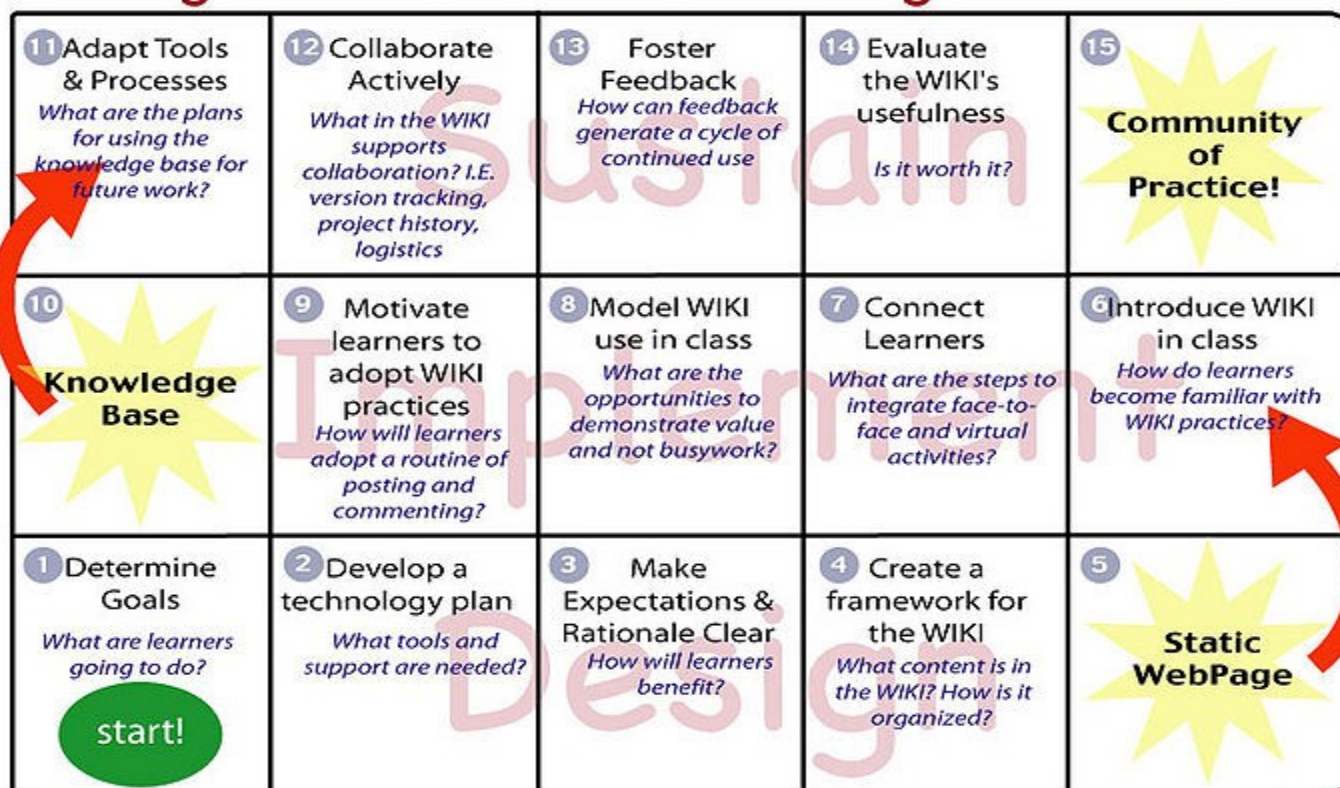 11 Adapt Tools
& Processes
What are the plans
for using the
knowledge base for
future work?
12 Collaborate
Actively
What in the WIKI
supports
collaboration? I.E.
version tracking,
project history,
logistics
13 Foster
Feedback
How can feedback
generate a cycle of
continued use
14 Evaluate
the WIKI's
usefulness
Is it worth it?
15
Community
of
Practice!
Sustain
10
Knowledge
Base
9 Motivate
learners to
adopt WIKI
practices
How will learners
adopt a routine of
posting and
commenting?
8 Model WIKI
use in class
What are the
opportunities to
demonstrate value
and not busywork?
7 Connect
Learners
What are the steps to
integrate face-to-
face and virtual
activities?
6 Introduce WIKI
in class
How do learners
become familiar with
WIKI practices?
Implement
1 Determine
Goals
What are learners
going to do?
start!
2 Develop a
technology plan
What tools and
support are needed?
3 Make
Expectations &
Rationale Clear
How will learners
benefit?
4 Create a
framework for
the WIKI
What content is in
the WIKI? How is it
organized?
5
Static
WebPage
Design